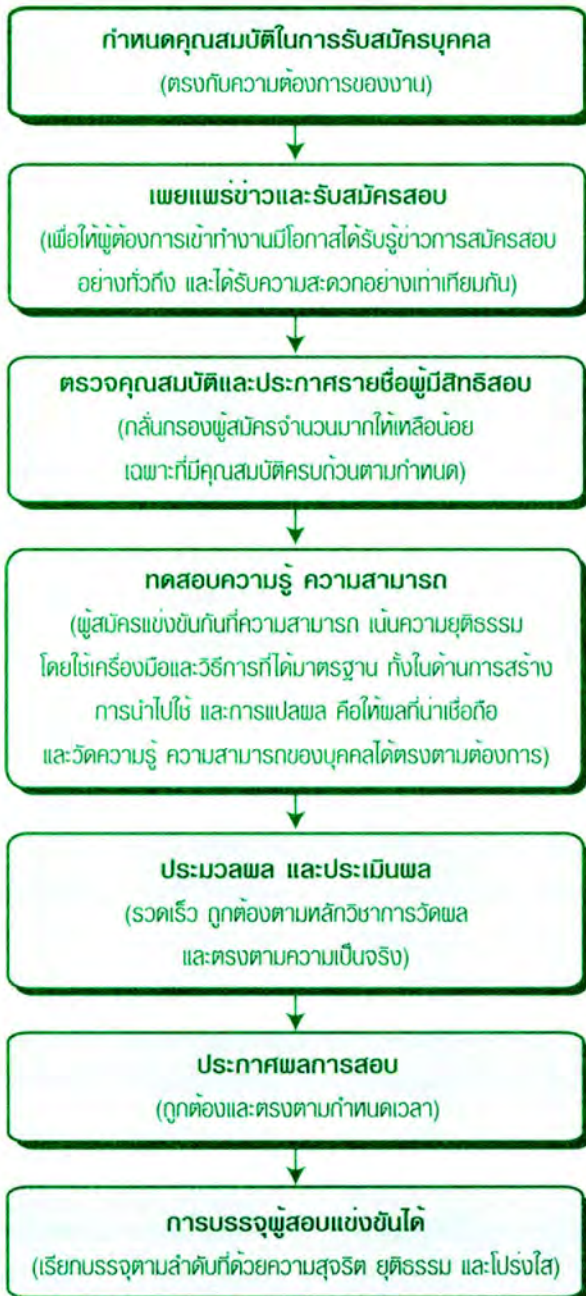 กำหนดคุณสมบัติในการรับสมัครบุคคล
(ตรงกับความต้องการของงาน)
เผยแพร่ข่าวและรับสมัครสอบ
(เพื่อให้ผู้ต้องการเข้าทำงานมีโอกาสได้รับรู้ข่าวการสมัครสอบ
อย่างทั่วถึง และได้รับความสะดวกอย่างเท่าเทียมกัน)
ตรวจคุณสมบัติและประกาศรายชื่อผู้มีสิทธิสอบ
(กลั่นกรองผู้สมัครจำนวนมากให้เหลือน้อย
เฉพาะที่มีคุณสมบัติครบถ้วนตามกำหนด)
ทดสอบความรู้ ความสามารถ
(ผู้สมัครแข่งขันกันที่ความสามารถ เน้นความยุติธรรม
โดยใช้เครื่องมือและวิธีการที่ได้มาตรฐาน ทั้งในด้านการสร้าง
การนำไปใช้ และการแปลผล คือให้ผลที่น่าเชื่อถือ
และวัดความรู้ ความสามารถของบุคคลได้ตรงตามต้องการ)
ประมวลผล และประเมินผล
(รวดเร็ว ถูกต้องตามหลักวิชาการวัดผล
และตรงตามความเป็นจริง)
ประกาศผลการสอบ
(ถูกต้องและตรงตามกำหนดเวลา)
การบรรจุผู้สอบแข่งขันได้
(เรียกบรรจุตามลำดับที่ด้วยความสุจริต ยุติธรรม และโปร่งใส)